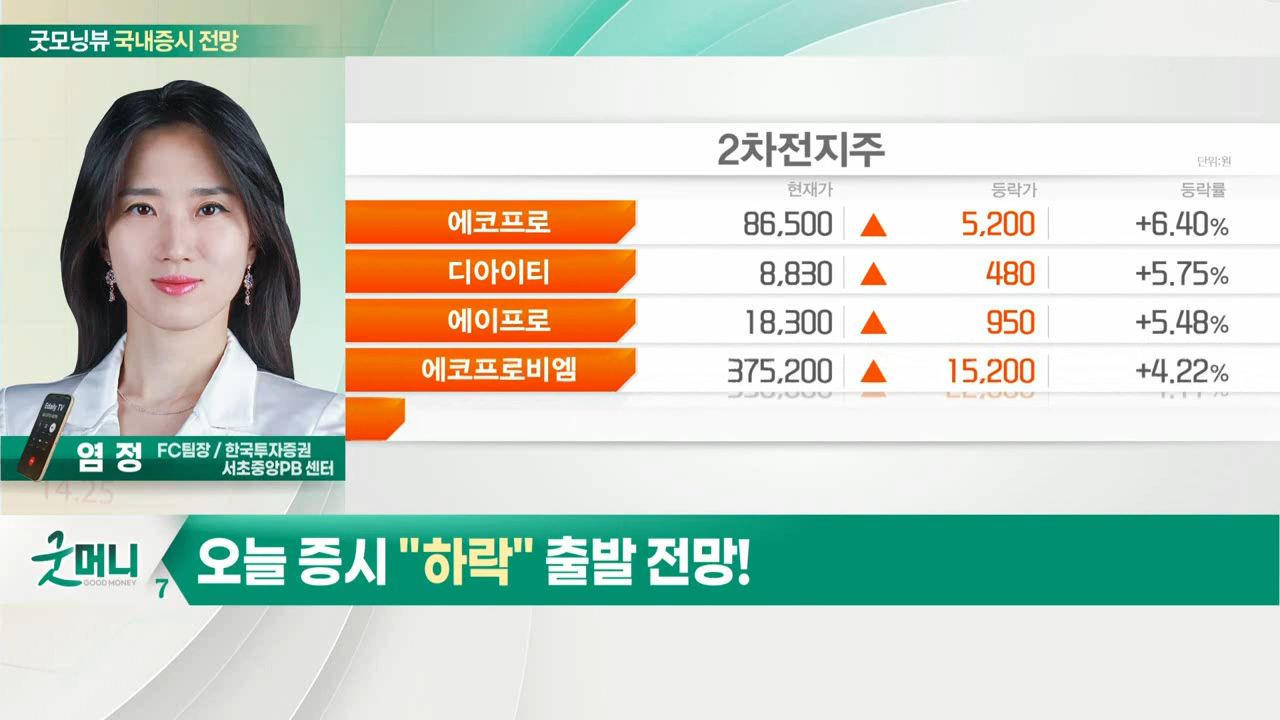 굿모닝뷰 국내증시 전망
2차전지주
단위:원
현재가 등락가 등락률
에코프로 86,500 ▲ 5,200 +6.40%
디아이티 8,830 ▲ 480 +5.75%
에이프로 18,300 ▲ 950 +5.48%
에코프로비엠 375,200 ▲ 15,200 +4.22%
Edaily TV
염 정 FC팀장 / 한국투자증권
서초중앙PB 센터
14.25
굿머니
GOOD MONEY
7
오늘 증시 "하락" 출발 전망!